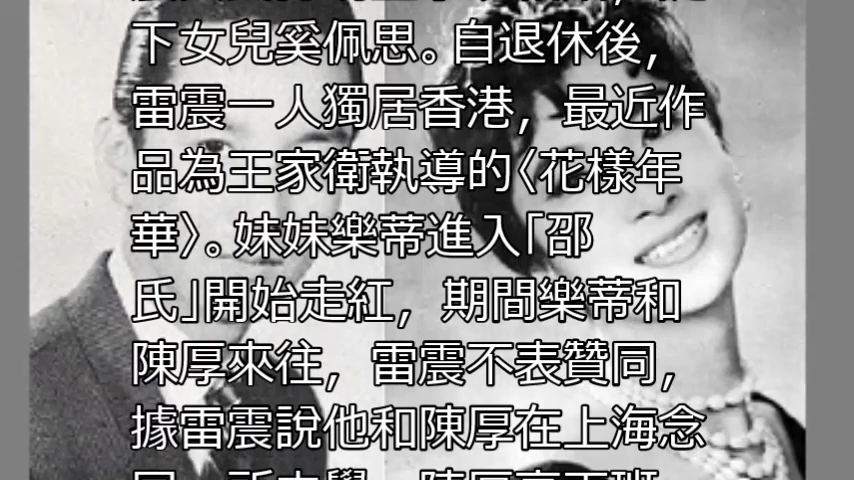 下女兒奚佩思。自退休後，
雷震一人獨居香港，最近作
品為王家衛執導的〈花樣年
華〉。妹妹樂蒂進入「邵
氏」開始走紅，期間樂蒂和
陳厚來往，雷震不表贊同，
據雷震說他和陳厚在上海念